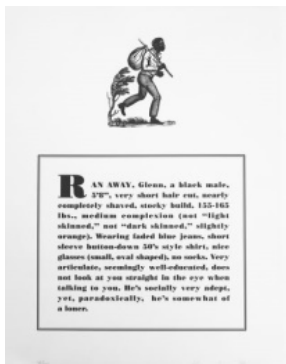 RAN AWAY, Glenn, a black male,
5'8", very short hair cut, nearly
completely shaved, stocky build, 155-165
lbs., medium complexion (not "light
skinned," not "dark skinned," slightly
orange). Wearing faded blue jeans, short
sleeve button-down 50's style shirt, nice
glasses (small, oval shaped), no socks. Very
articulate, seemingly well-educated, does
not look at you straight in the eye when
talking to you. He's socially very adept,
yet, paradoxically, he's somewhat of
a loner.